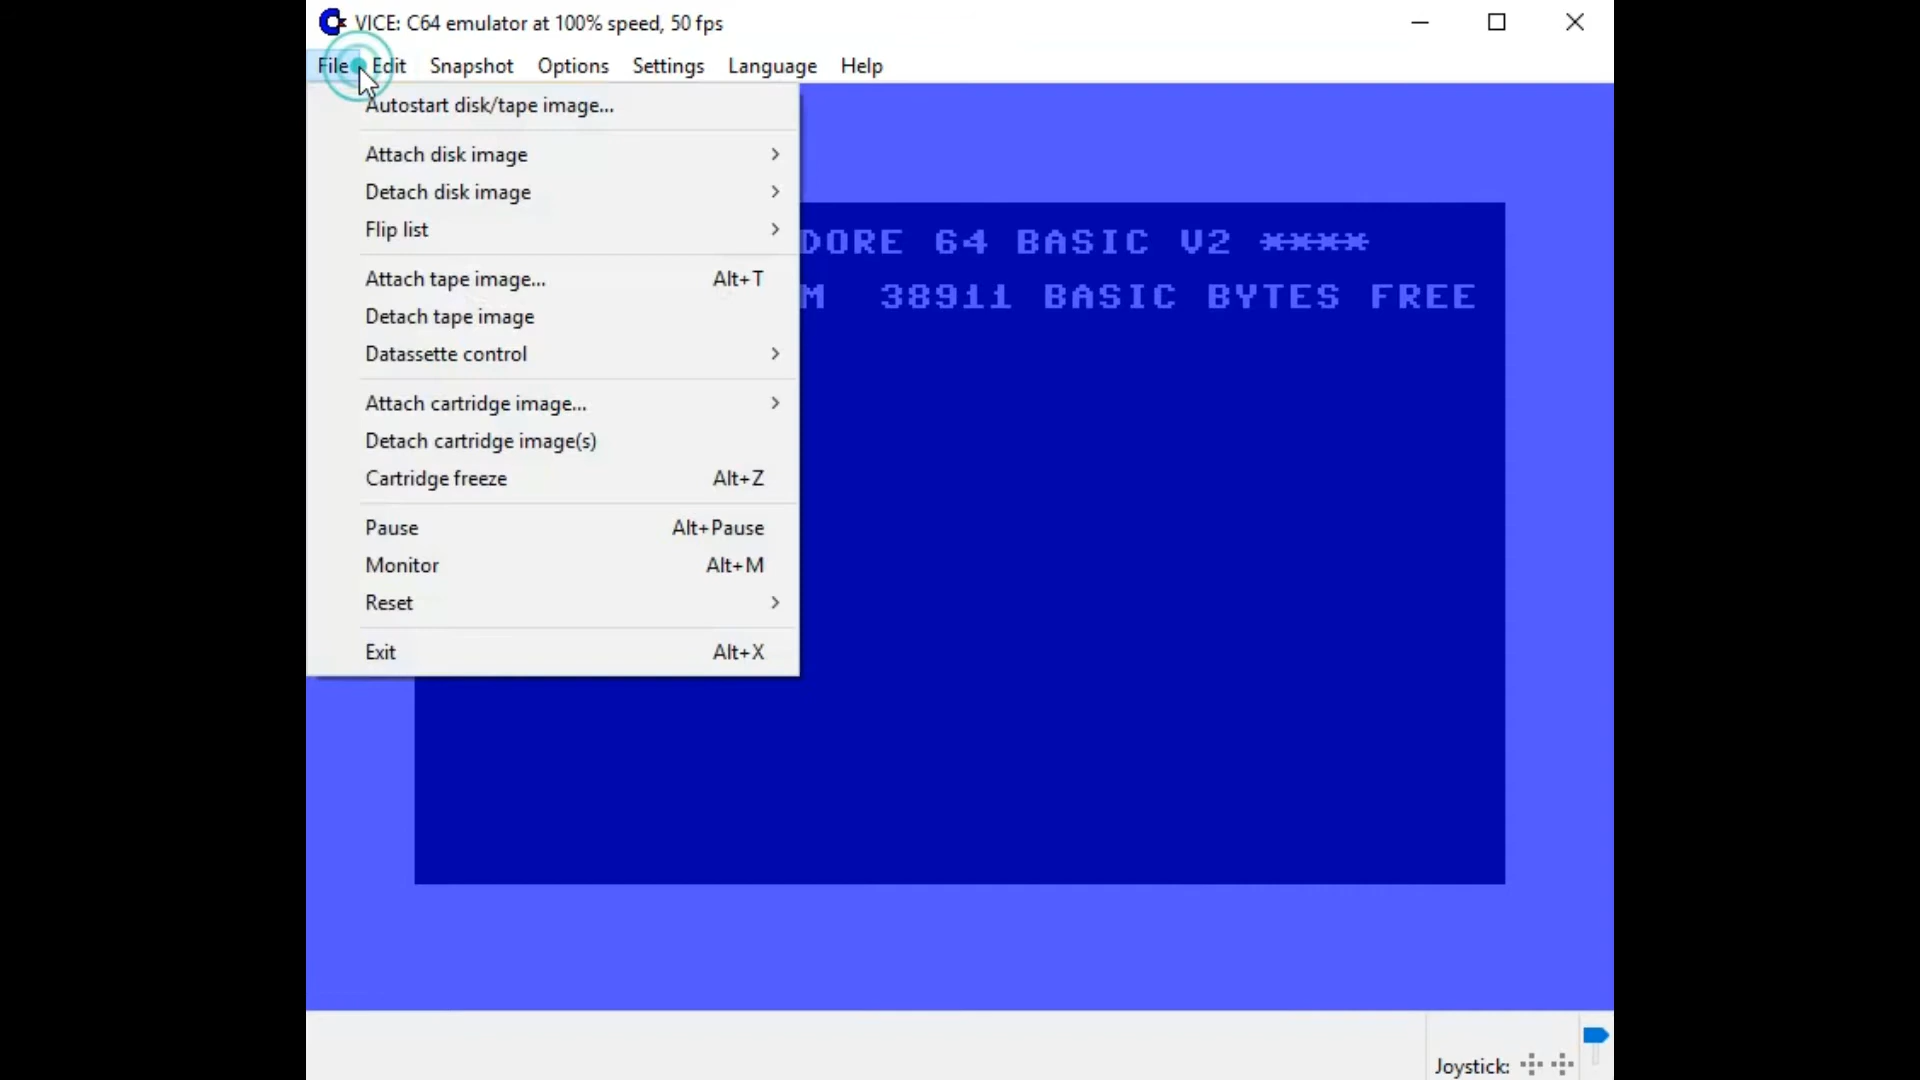 VICE: C64 emulator at 100% speed, 50 fps
File Edit Snapshot Options Settings Language Help
Autostart disk/tape image...
Attach disk image
Detach disk image
Flip list
Attach tape image... Alt+T
Detach tape image
Datassette control
Attach cartridge image...
Detach cartridge image(s)
Cartridge freeze Alt+Z
Pause Alt+Pause
Monitor Alt+M
Reset
Exit Alt+X
DORE 64 BASIC V2 ****
M 38911 BASIC BYTES FREE
Joystick: